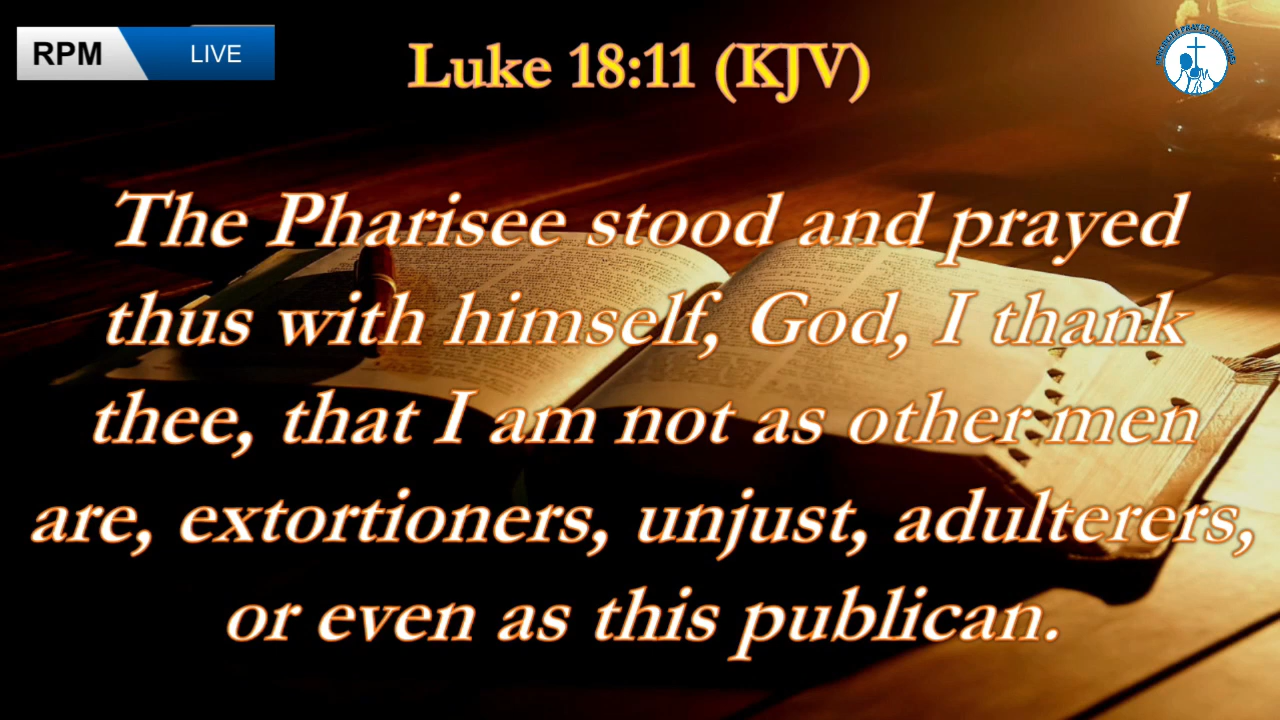 RPM LIVE
Luke 18:11 (KJV)
The Pharisee stood and prayed
thus with himself, God, I thank
thee, that I am not as other men
are, extortioners, unjust, adulterers,
or even as this publican.